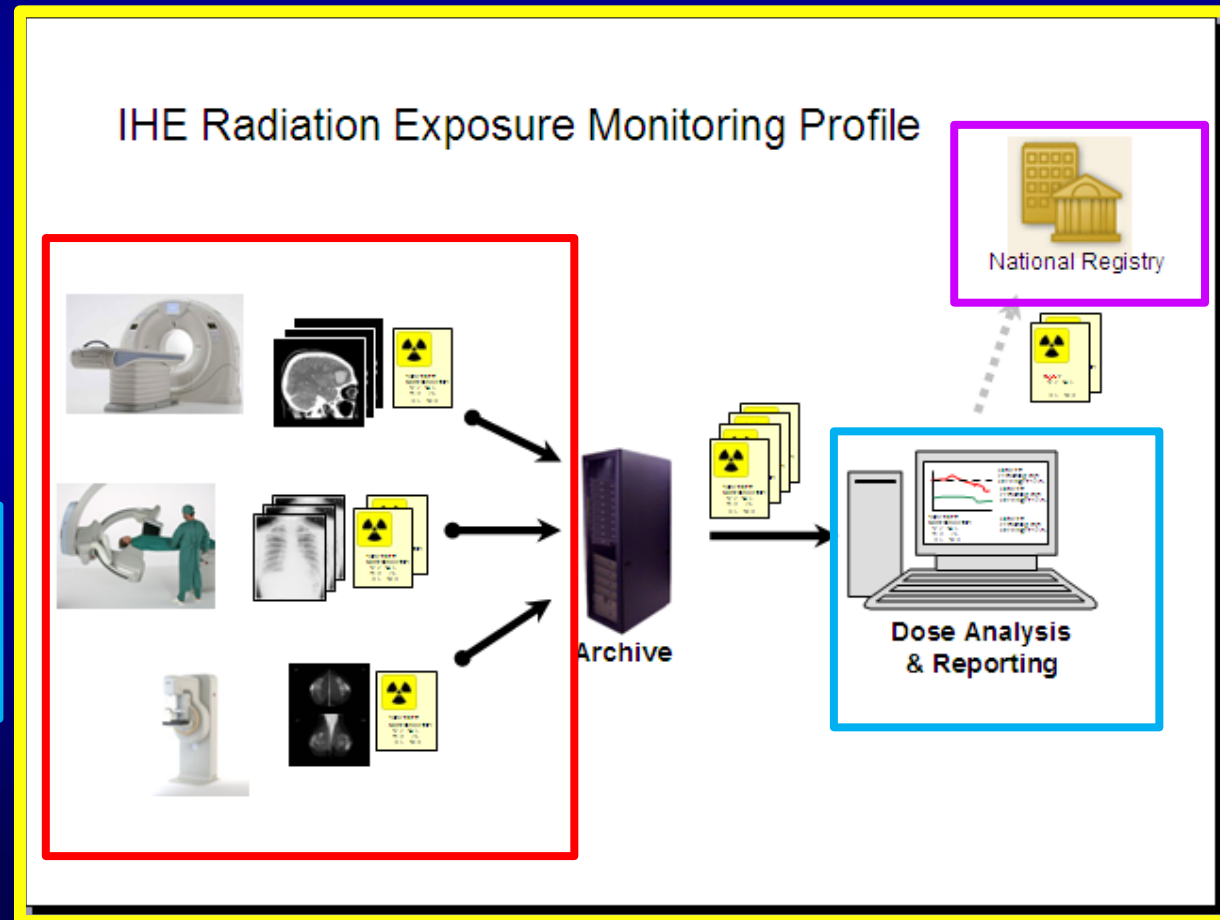 IHE Radiation Exposure Monitoring Profile
National Registry
Archive
Dose Analysis
& Reporting